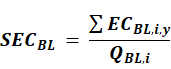 SEC_BL = ∑ EC_BL,i,y / Q_BL,i